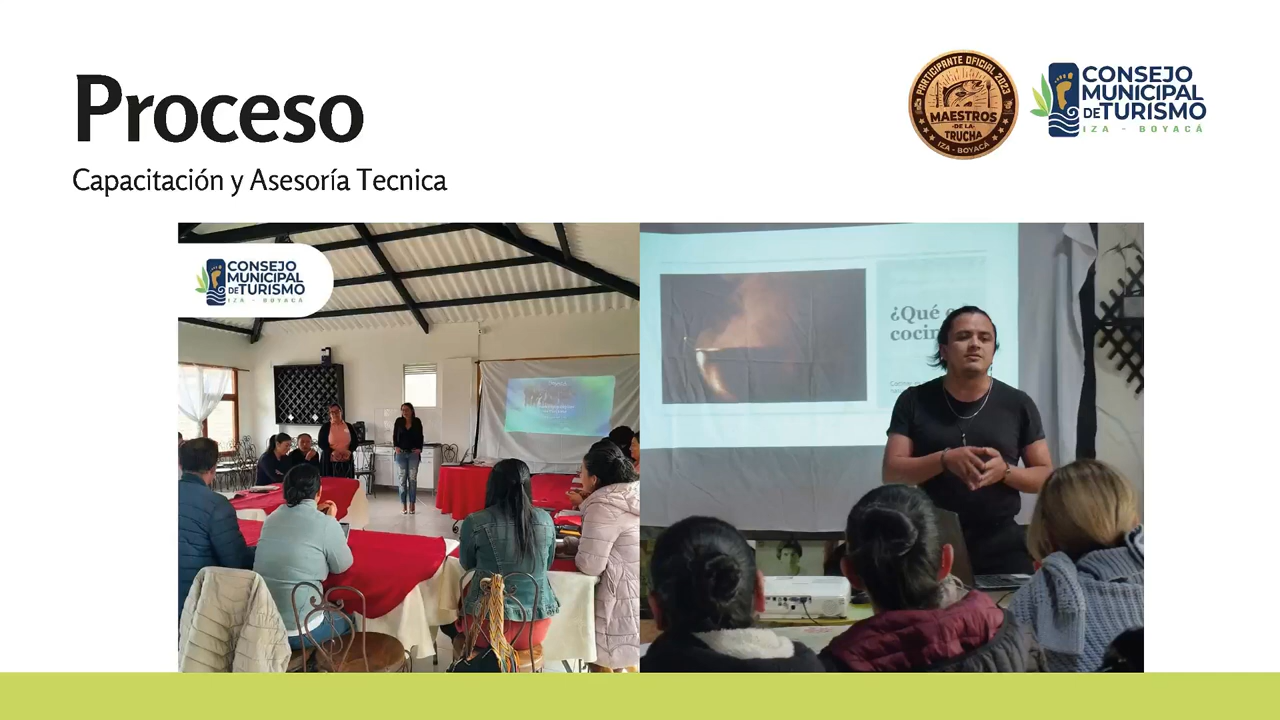 Proceso
Capacitación y Asesoría Tecnica
PARTICIPANTE OFICIAL 2023
MAESTROS
DE LA
TRUCHA
IZA - BOYACÁ
CONSEJO
MUNICIPAL
DE TURISMO
IZA - BOYACÁ
CONSEJO
MUNICIPAL
DE TURISMO
IZA - BOYACÁ
¿Qué